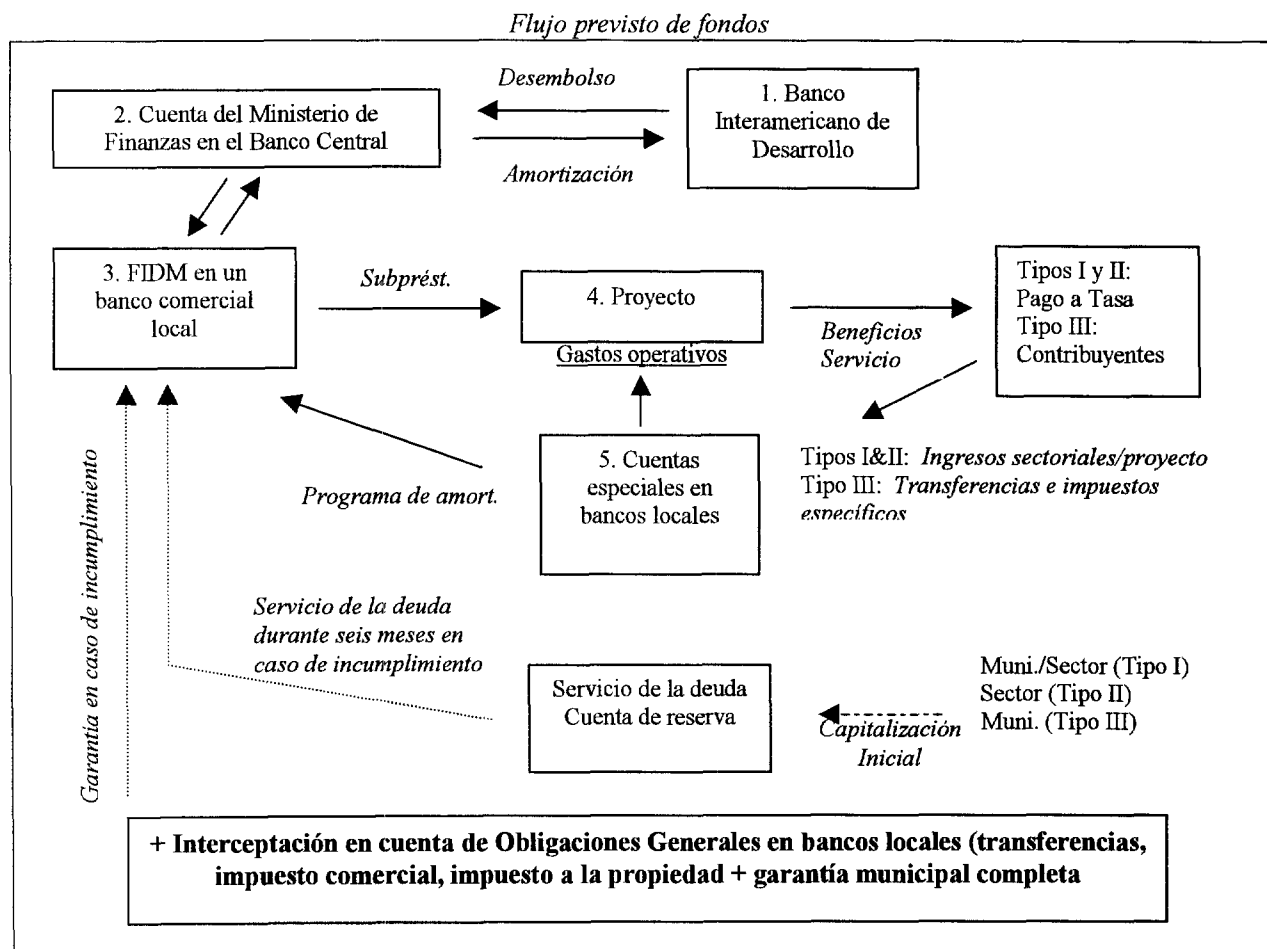 Flujo previsto de fondos
Desembolso
2. Cuenta del Ministerio de
Finanzas en el Banco Central
1. Banco
Interamericano de
Desarrollo
Amortización
3. FIDM en un
banco comercial
local
Subprést.
4. Proyecto
Gastos operativos
Beneficios
Servicio
Tipos I y II:
Pago a Tasa
Tipo III:
Contribuyentes
Programa de amort.
5. Cuentas
especiales en
bancos locales
Tipos I&II: Ingresos sectoriales/proyecto
Tipo III: Transferencias e impuestos
específicos
Garantía en caso de incumplimiento
Servicio de la deuda
durante seis meses en
caso de incumplimiento
Servicio de la deuda
Cuenta de reserva
Capitalización
Inicial
Muni./Sector (Tipo I)
Sector (Tipo II)
Muni. (Tipo III)
+ Interceptación en cuenta de Obligaciones Generales en bancos locales (transferencias,
impuesto comercial, impuesto a la propiedad + garantía municipal completa